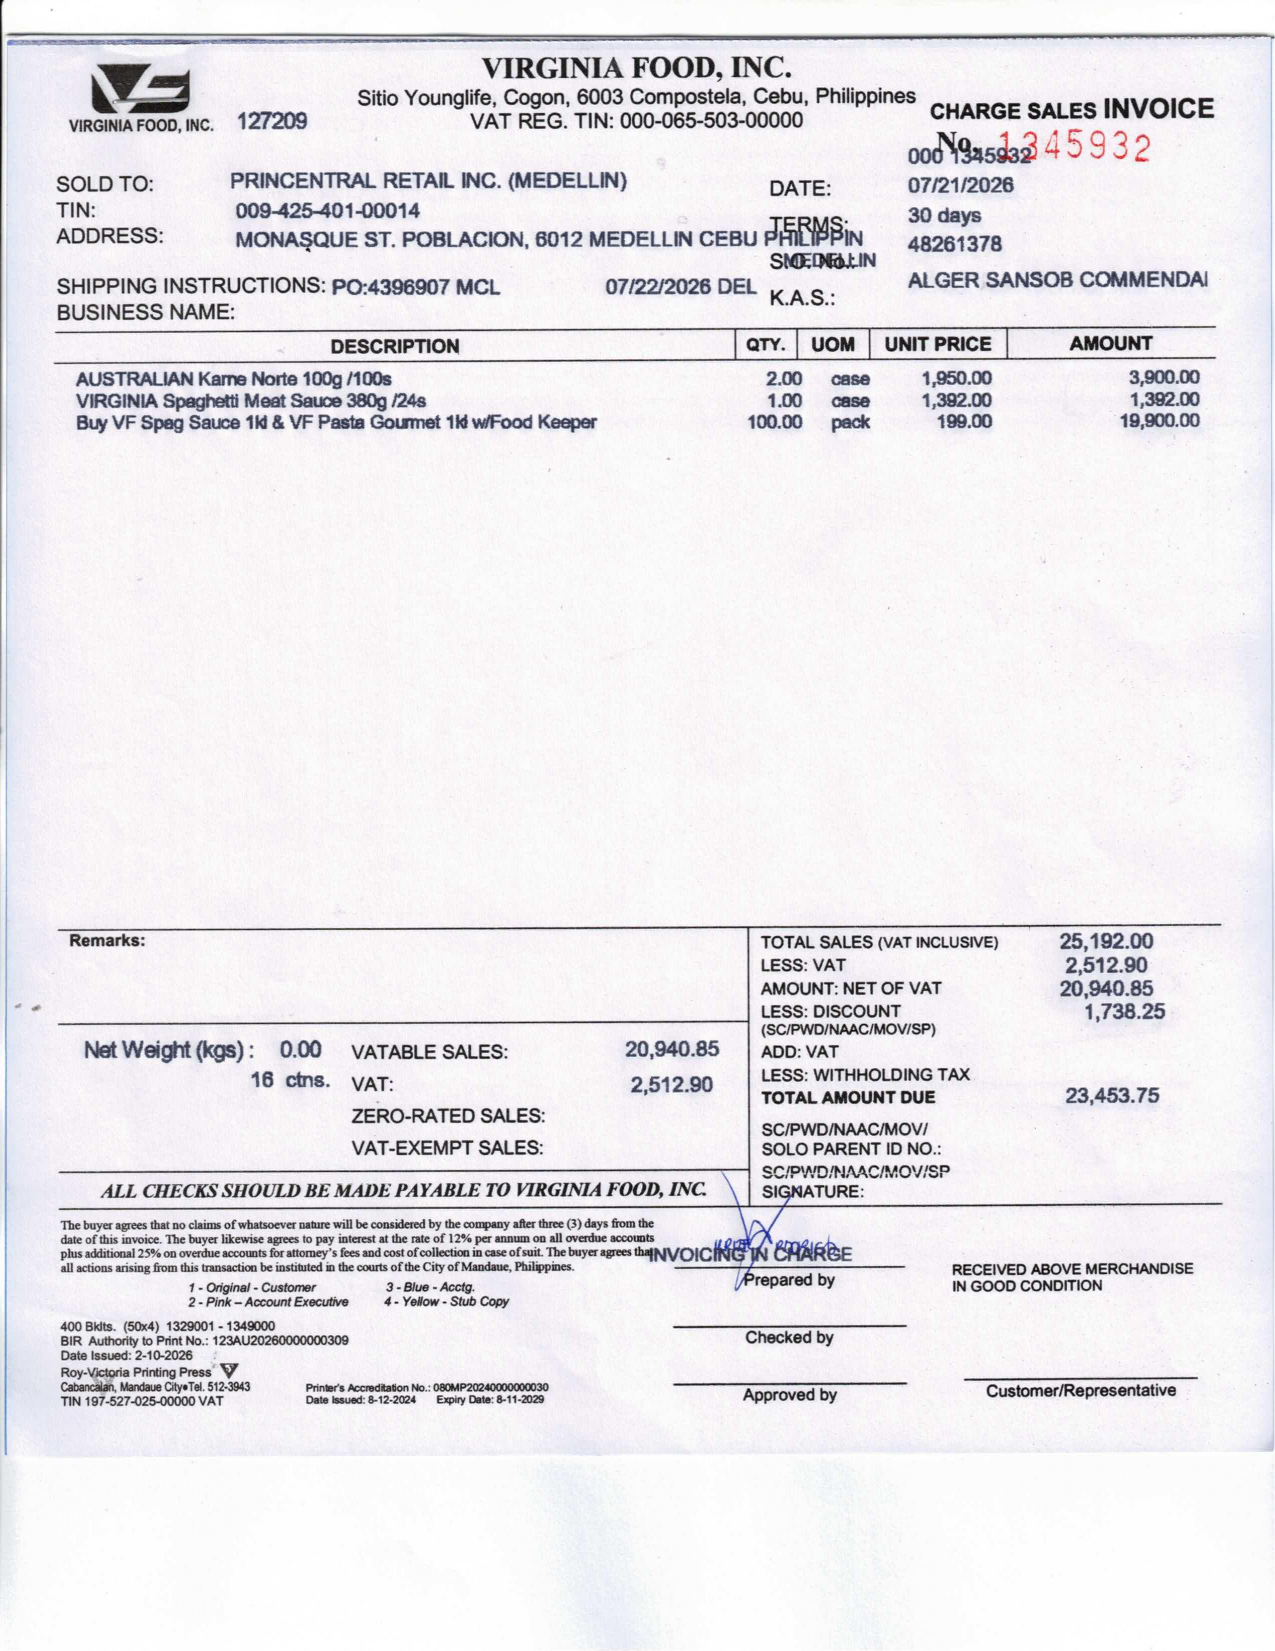 VIRGINIA FOOD, INC.
Sitio Younglife, Cogon, 6003 Compostela, Cebu, Philippines
VAT REG. TIN: 000-065-503-00000
VIRGINIA FOOD, INC. 127209
CHARGE SALES INVOICE
No. 1345932
000 1345932
SOLD TO: PRINCENTRAL RETAIL INC. (MEDELLIN)
DATE: 07/21/2026
TIN: 009-425-401-00014
TERMS: 30 days
ADDRESS: MONASQUE ST. POBLACION, 6012 MEDELLIN CEBU PHILIPPIN
48261378
S.O. No.: MEDELLIN
SHIPPING INSTRUCTIONS: PO:4396907 MCL 07/22/2026 DEL
K.A.S.: ALGER SANSOB COMMENDA
BUSINESS NAME:
DESCRIPTION QTY. UOM UNIT PRICE AMOUNT
AUSTRALIAN Karne Norte 100g /100s 2.00 case 1,950.00 3,900.00
VIRGINIA Spaghetti Meat Sauce 380g /24s 1.00 case 1,392.00 1,392.00
Buy VF Spag Sauce 1kl & VF Pasta Gourmet 1kl w/Food Keeper 100.00 pack 199.00 19,900.00
Remarks:
TOTAL SALES (VAT INCLUSIVE) 25,192.00
LESS: VAT 2,512.90
AMOUNT: NET OF VAT 20,940.85
LESS: DISCOUNT 1,738.25
(SC/PWD/NAAC/MOV/SP)
ADD: VAT
LESS: WITHHOLDING TAX
TOTAL AMOUNT DUE 23,453.75
SC/PWD/NAAC/MOV/
SOLO PARENT ID NO.:
SC/PWD/NAAC/MOV/SP
SIGNATURE:
Net Weight (kgs) : 0.00 VATABLE SALES: 20,940.85
16 ctns. VAT: 2,512.90
ZERO-RATED SALES:
VAT-EXEMPT SALES:
ALL CHECKS SHOULD BE MADE PAYABLE TO VIRGINIA FOOD, INC.
The buyer agrees that no claims of whatsoever nature will be considered by the company after three (3) days from the
date of this invoice. The buyer likewise agrees to pay interest at the rate of 12% per annum on all overdue accounts
plus additional 25% on overdue accounts for attorney's fees and cost of collection in case of suit. The buyer agrees that
all actions arising from this transaction be instituted in the courts of the City of Mandaue, Philippines.
1 - Original - Customer 3 - Blue - Acctg.
2 - Pink – Account Executive 4 - Yellow - Stub Copy
INVOICING IN CHARGE
Prepared by
RECEIVED ABOVE MERCHANDISE
IN GOOD CONDITION
400 Bklts. (50x4) 1329001 - 1349000
BIR Authority to Print No.: 123AU20260000000309
Date Issued: 2-10-2026
Roy-Victoria Printing Press
Cabancalan, Mandaue City•Tel. 512-3943
TIN 197-527-025-00000 VAT
Printer's Accreditation No.: 080MP20240000000030
Date Issued: 8-12-2024 Expiry Date: 8-11-2029
Checked by
Approved by
Customer/Representative